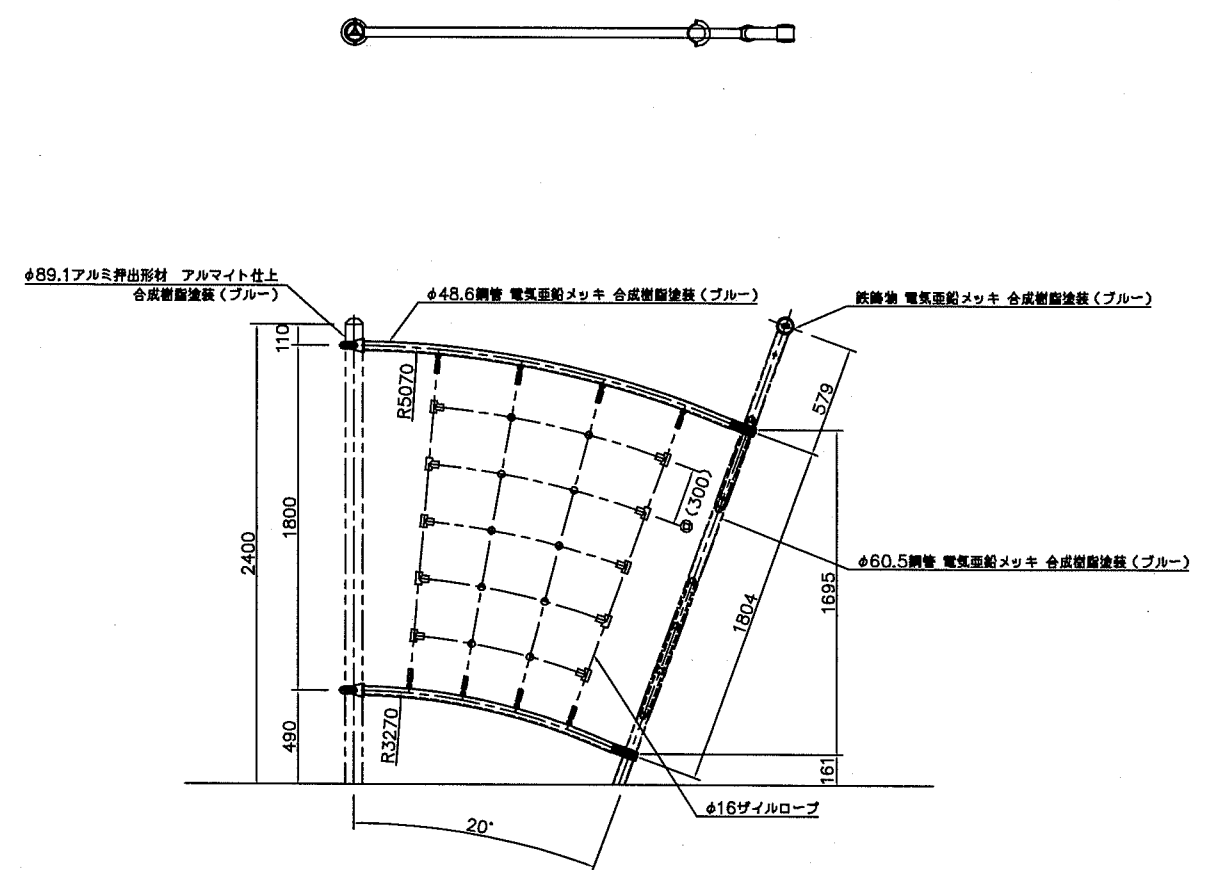 φ89.1アルミ押出形材　アルマイト仕上
合成樹脂塗装（ブルー）
φ48.6鋼管 電気亜鉛メッキ 合成樹脂塗装（ブルー）
鉄鋳物 電気亜鉛メッキ 合成樹脂塗装（ブルー）
110
R5070
579
2400
1800
(300)
φ60.5鋼管 電気亜鉛メッキ 合成樹脂塗装（ブルー）
1804
1695
490
R3270
161
φ16ザイルロープ
20°